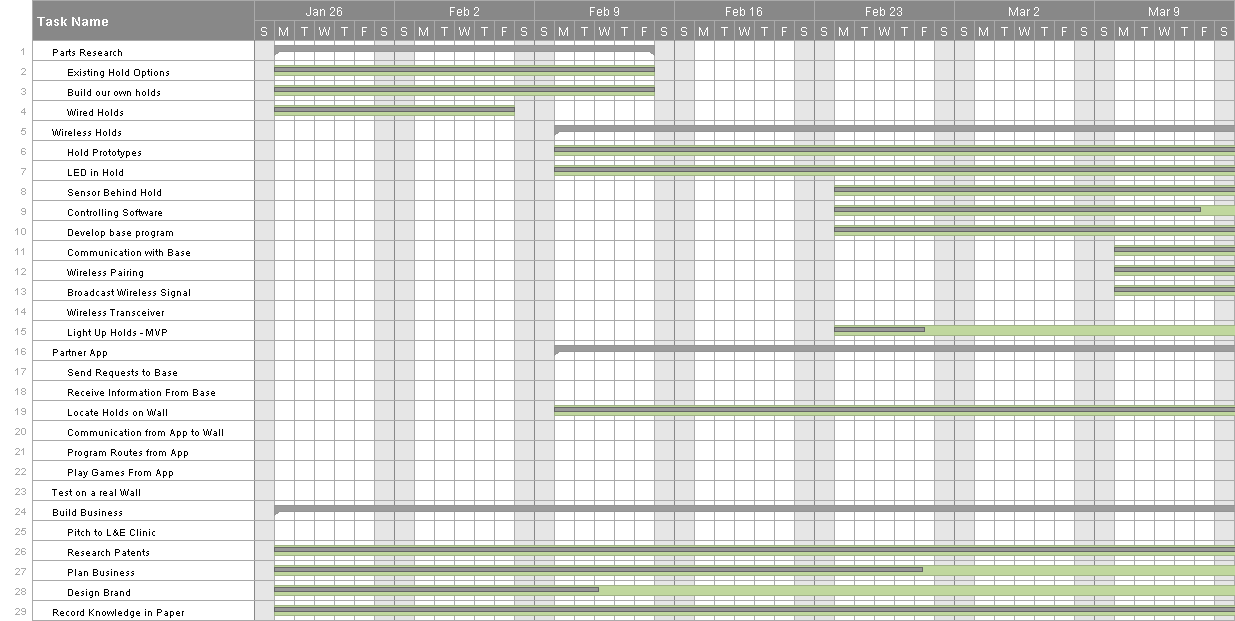 Task Name Jan 26 Feb 2 Feb 9 Feb 16 Feb 23 Mar 2 Mar 9
S M T W T F S S M T W T F S S M T W T F S S M T W T F S S M T W T F S S M T W T F S S M T W T F S
1 Parts Research
2 Existing Hold Options
3 Build our own holds
4 Wired Holds
5 Wireless Holds
6 Hold Prototypes
7 LED in Hold
8 Sensor Behind Hold
9 Controlling Software
10 Develop base program
11 Communication with Base
12 Wireless Pairing
13 Broadcast Wireless Signal
14 Wireless Transceiver
15 Light Up Holds - MVP
16 Partner App
17 Send Requests to Base
18 Receive Information From Base
19 Locate Holds on Wall
20 Communication from App to Wall
21 Program Routes from App
22 Play Games From App
23 Test on a real Wall
24 Build Business
25 Pitch to L&E Clinic
26 Research Patents
27 Plan Business
28 Design Brand
29 Record Knowledge in Paper